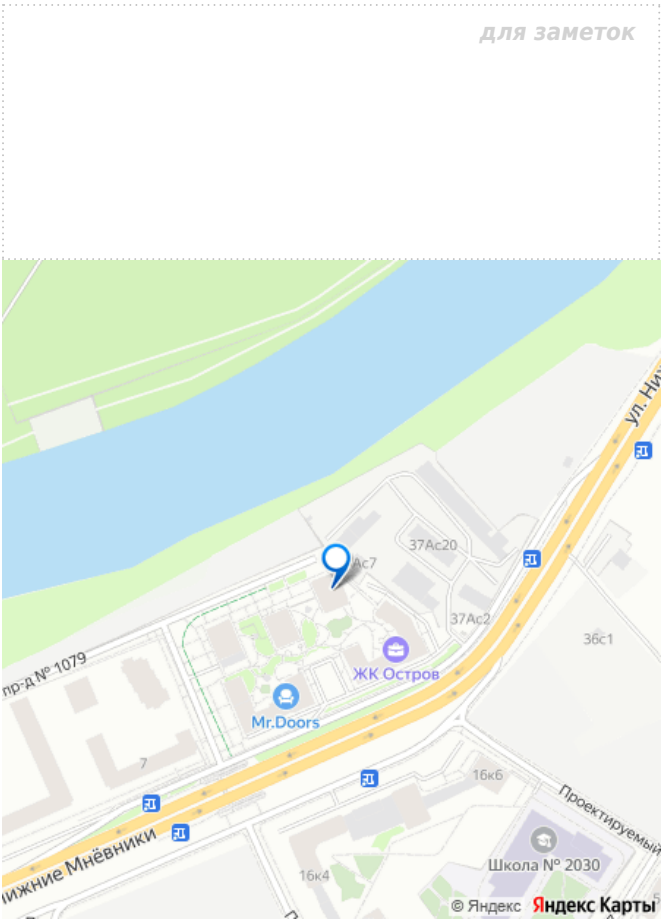 для заметок
ул. Ниж
Ас7
37Ас20
37Ас2
36с1
пр-д № 1079
ЖК Остров
Mr.Doors
7
16к6
Проектируемый
ижние Мнёвники
Школа № 2030
16к4
© Яндекс Яндекс Карты